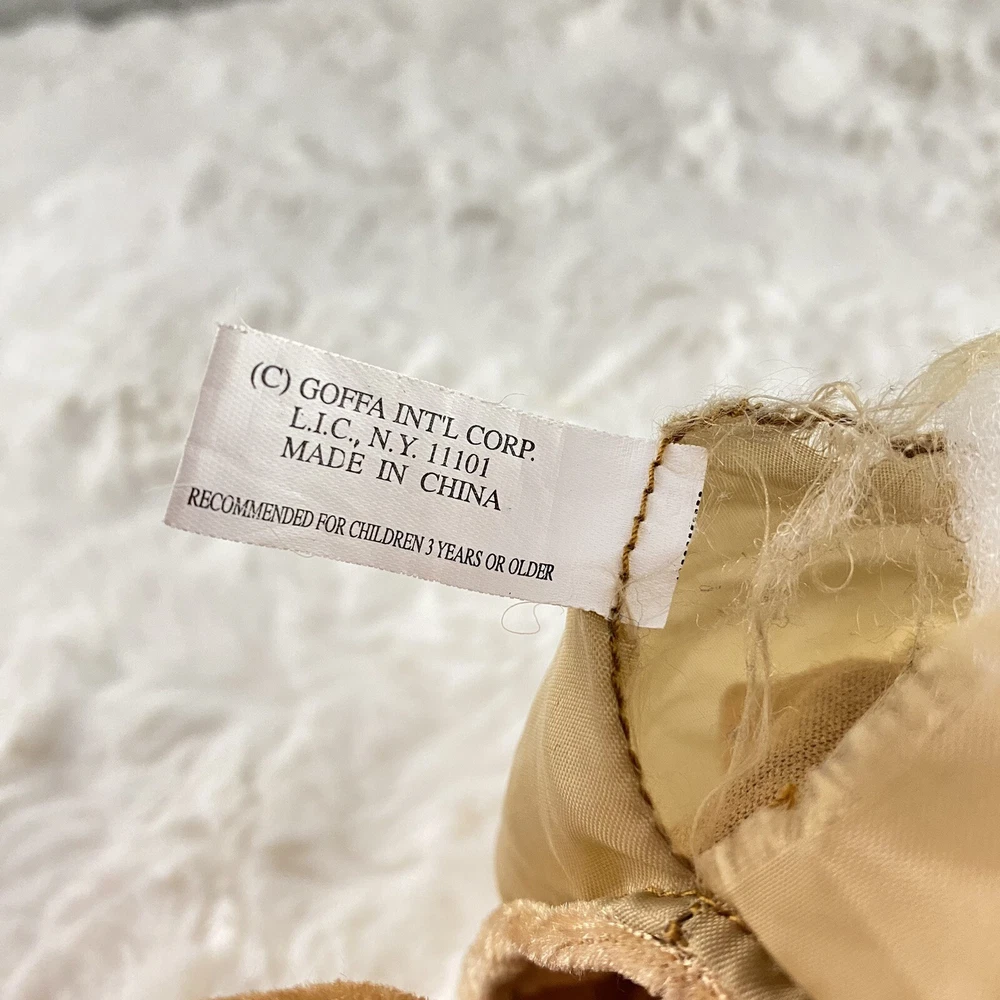 (C) GOFFA INT'L CORP.
L.I.C., N.Y. 11101
MADE IN CHINA
RECOMMENDED FOR CHILDREN 3 YEARS OR OLDER